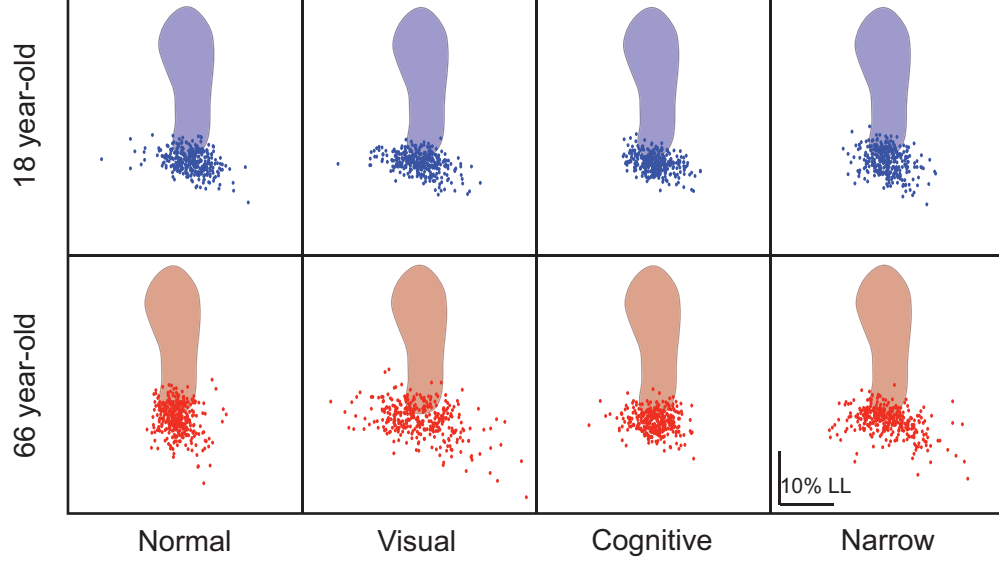 18 year-old
66 year-old
10% LL
Normal
Visual
Cognitive
Narrow